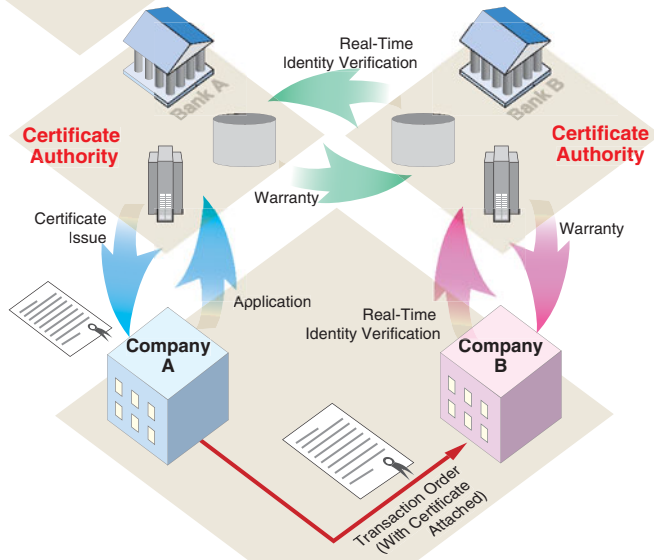 Real-Time
Identity Verification
Bank A
Bank B
Certificate
Authority
Certificate
Authority
Warranty
Certificate
Issue
Warranty
Application
Real-Time
Identity Verification
Company
A
Company
B
Transaction Order
(With Certificate
Attached)